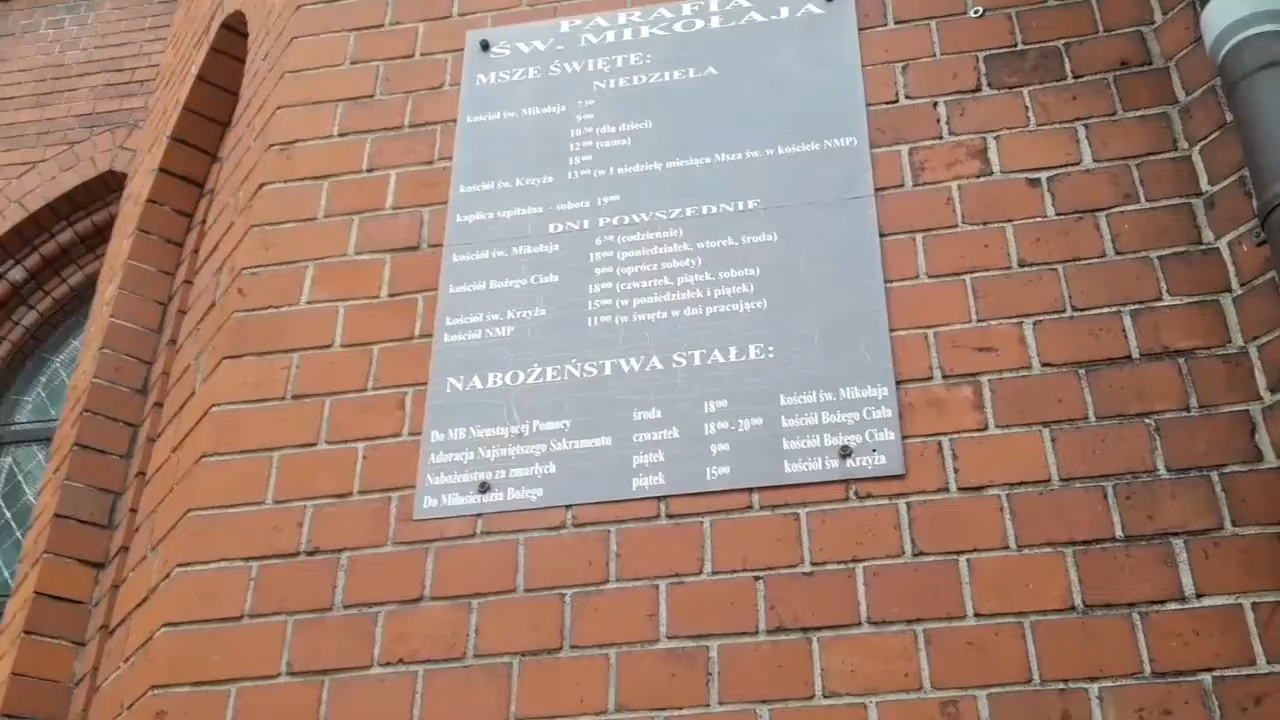 PARAFIA
ŚW. MIKOŁAJA
MSZE ŚWIĘTE:
NIEDZIELA
kościół św. Mikołaja 7³⁰
9⁰⁰
10³⁰ (dla dzieci)
12⁰⁰ (suma)
18⁰⁰
kościół św. Krzyża 13⁰⁰ (w I niedzielę miesiąca Msza św. w kościele NMP)
kaplica szpitalna - sobota 19⁰⁰
DNI POWSZEDNIE
kościół św. Mikołaja 6³⁰ (codziennie)
18⁰⁰ (poniedziałek, wtorek, środa)
kościół Bożego Ciała 9⁰⁰ (oprócz soboty)
18⁰⁰ (czwartek, piątek, sobota)
kościół św. Krzyża 15⁰⁰ (w poniedziałek i piątek)
kościół NMP 11⁰⁰ (w święta w dni pracujące)
NABOŻEŃSTWA STAŁE:
Do MB Nieustającej Pomocy środa 18⁰⁰ kościół św. Mikołaja
Adoracja Najświętszego Sakramentu czwartek 18⁰⁰ - 20⁰⁰ kościół Bożego Ciała
Nabożeństwo za zmarłych piątek 9⁰⁰ kościół Bożego Ciała
Do Miłosierdzia Bożego piątek 15⁰⁰ kościół św Krzyża